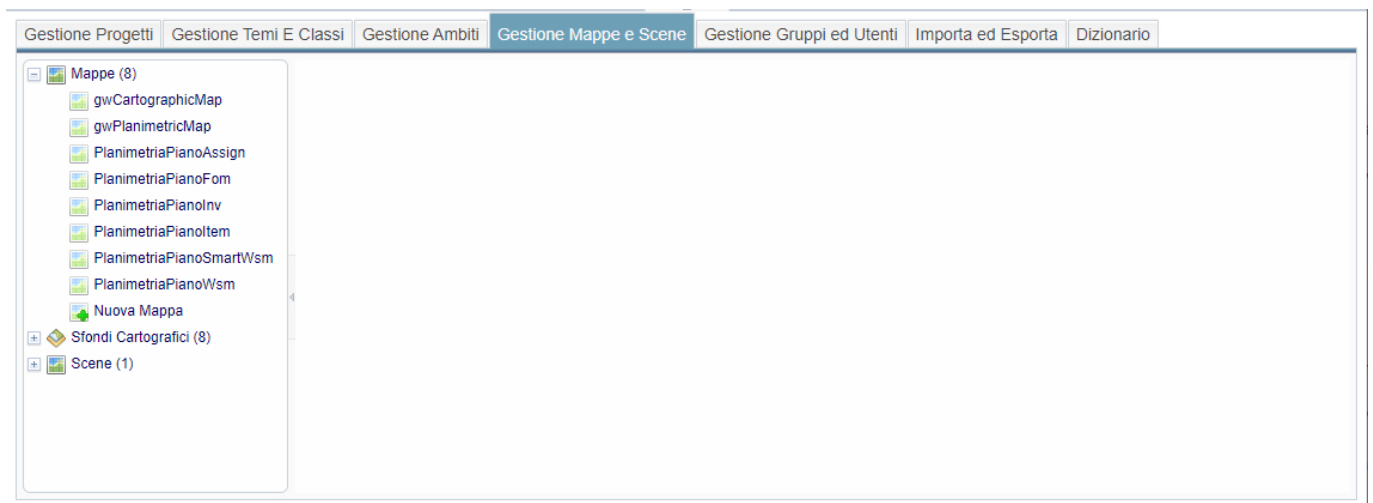 Gestione Progetti Gestione Temi E Classi Gestione Ambiti Gestione Mappe e Scene Gestione Gruppi ed Utenti Importa ed Esporta Dizionario
Mappe (8)
gwCartographicMap
gwPlanimetricMap
PlanimetriaPianoAssign
PlanimetriaPianoFom
PlanimetriaPianoInv
PlanimetriaPianoItem
PlanimetriaPianoSmartWsm
PlanimetriaPianoWsm
Nuova Mappa
Sfondi Cartografici (8)
Scene (1)